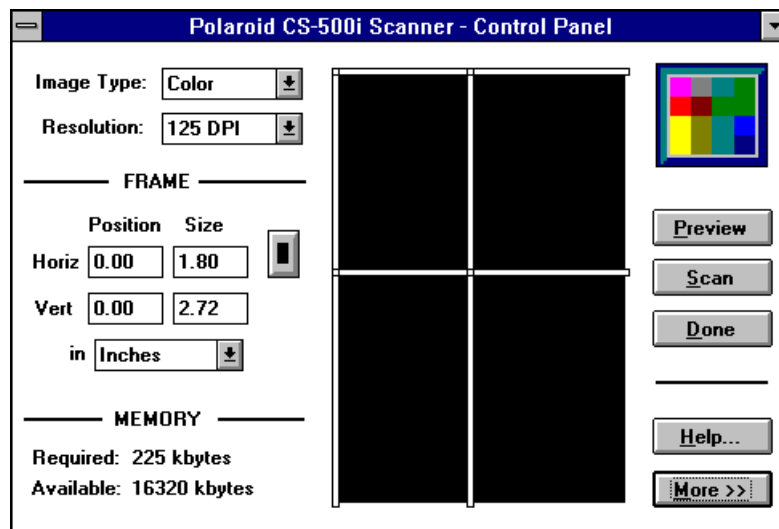 Polaroid CS-500i Scanner - Control Panel
Image Type: Color
Resolution: 125 DPI
FRAME
Position Size
Horiz 0.00 1.80
Vert 0.00 2.72
in Inches
MEMORY
Required: 225 kbytes
Available: 16320 kbytes
Preview
Scan
Done
Help...
More >>